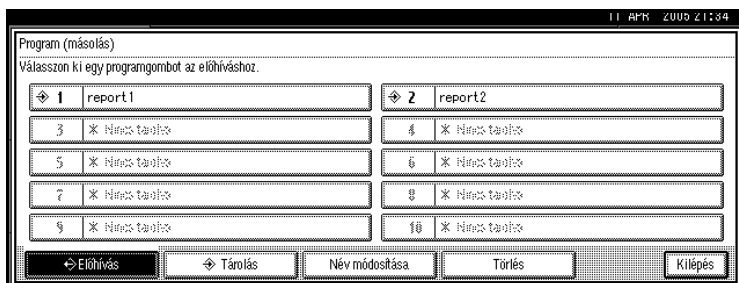 11 APR 2005 21:34
Program (másolás)
Válasszon ki egy programgombot az előhíváshoz.
1 report1
2 report2
3 * Nincs tárolva
4 * Nincs tárolva
5 * Nincs tárolva
6 * Nincs tárolva
7 * Nincs tárolva
8 * Nincs tárolva
9 * Nincs tárolva
10 * Nincs tárolva
Előhívás
Tárolás
Név módosítása
Törlés
Kilépés